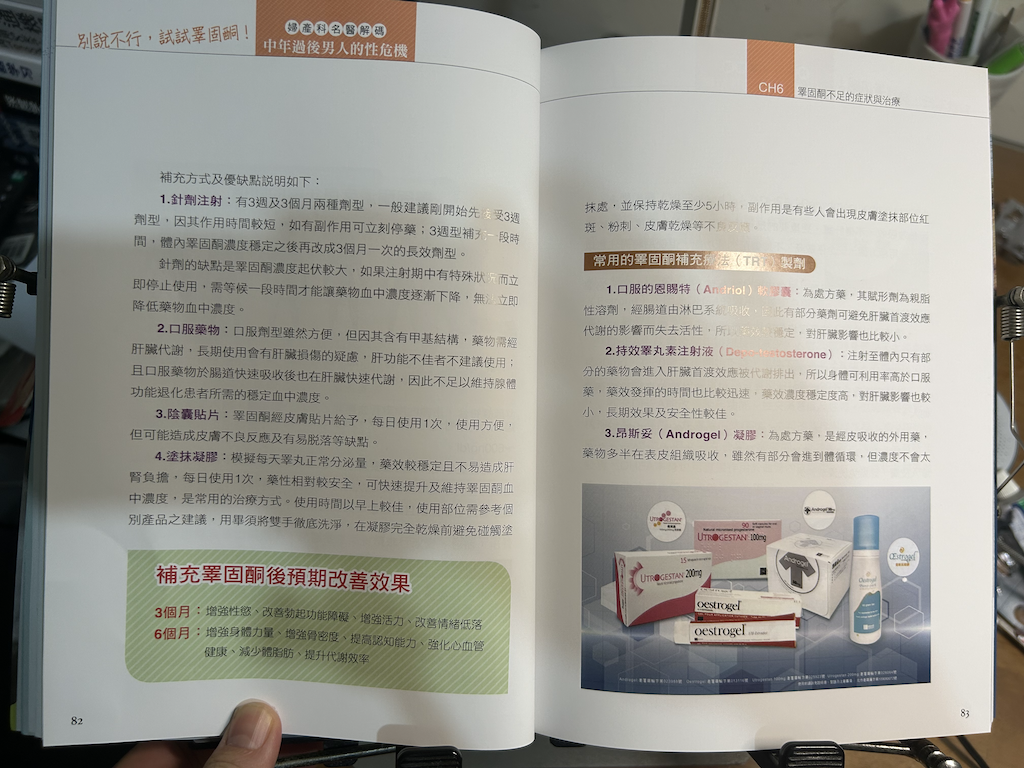 別說不行，試試睪固酮！
婦產科名醫解碼
中年過後男人的性危機
補充方式及優缺點說明如下：
1.針劑注射：有3週及3個月兩種劑型，一般建議剛開始先接受3週
劑型，因其作用時間較短，如有副作用可立刻停藥；3週型補充一段時
間，體內睪固酮濃度穩定之後再改成3個月一次的長效劑型。
針劑的缺點是睪固酮濃度起伏較大，如果注射期中有特殊狀況而立
即停止使用，需等候一段時間才能讓藥物血中濃度逐漸下降，無法立即
降低藥物血中濃度。
2.口服藥物：口服劑型雖然方便，但因其含有甲基結構，藥物需經
肝臟代謝，長期使用會有肝臟損傷的疑慮，肝功能不佳者不建議使用；
且口服藥物於腸道快速吸收後也在肝臟快速代謝，因此不足以維持腺體
功能退化患者所需的穩定血中濃度。
3.陰囊貼片：睪固酮經皮膚貼片給予，每日使用1次，使用方便，
但可能造成皮膚不良反應及有易脫落等缺點。
4.塗抹凝膠：模擬每天睪丸正常分泌量，藥效較穩定且不易造成肝
腎負擔，每日使用1次，藥性相對較安全，可快速提升及維持睪固酮血
中濃度，是常用的治療方式。使用時間以早上較佳，使用部位需參考個
別產品之建議，用畢須將雙手徹底洗淨，在凝膠完全乾燥前避免碰觸塗
補充睪固酮後預期改善效果
3個月：增強性慾、改善勃起功能障礙、增強活力、改善情緒低落
6個月：增強身體力量、增強骨密度、提高認知能力、強化心血管
健康、減少體脂肪、提升代謝效率
82
CH6
睪固酮不足的症狀與治療
抹處，並保持乾燥至少5小時，副作用是有些人會出現皮膚塗抹部位紅
斑、粉刺、皮膚乾燥等不良反應。
常用的睪固酮補充療法（TRT）製劑
1.口服的恩賜特（Andriol）軟膠囊：為處方藥，其賦形劑為親脂
性溶劑，經腸道由淋巴系統吸收，因此有部分藥劑可避免肝臟首渡效應
代謝的影響而失去活性，所以穩定，對肝臟影響也比較小。
2.持效睪丸素注射液（Depo-testosterone）：注射至體內只有部
分的藥物會進入肝臟首渡效應被代謝排出，所以身體可利用率高於口服
藥，藥效發揮的時間也比較迅速，藥效濃度穩定度高，對肝臟影響也較
小，長期效果及安全性較佳。
3.昂斯妥（Androgel）凝膠：為處方藥，是經皮吸收的外用藥，
藥物多半在表皮組織吸收，雖然有部分會進到體循環，但濃度不會太
UTROGESTAN
90
Natural micronised progesterone
UTROGESTAN 100mg
Androgel
15
UTROGESTAN 200mg
Androgel
Oestrogel
Œstrogel
oestrogel
oestrogel
83